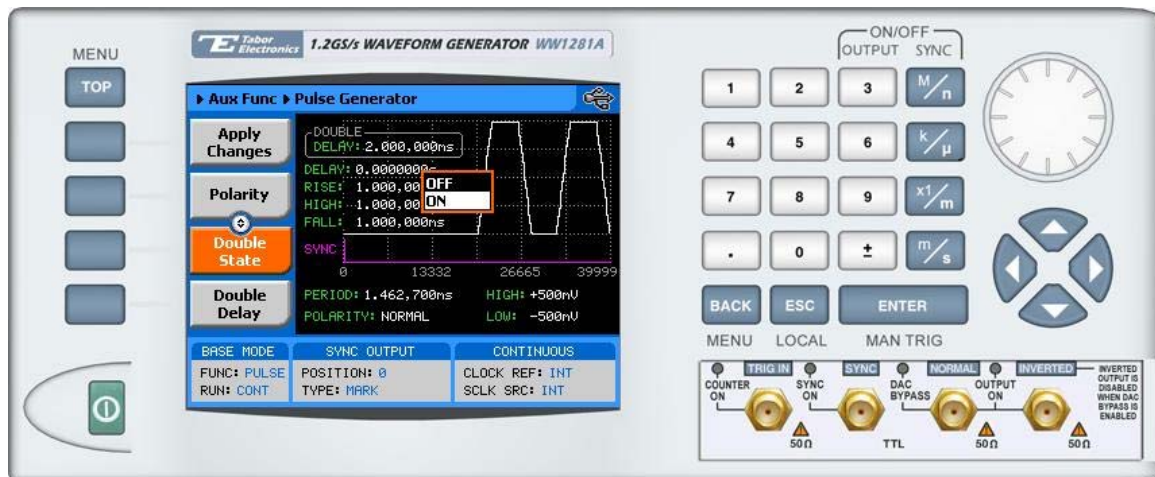 MENU
TOP
Tabor
Electronics
1.2GS/s WAVEFORM GENERATOR WW1281A
Aux Func Pulse Generator
Apply
Changes
Polarity
Double
State
Double
Delay
DOUBLE
DELAY: 2.000,000ns
DELAY: 0.0000000s
RISE: 1.000,00
HIGH: 1.000,00
FALL: 1.000,000ns
OFF
ON
SYNC
0 13332 26665 39999
PERIOD: 1.462,700ns HIGH: +500mV
POLARITY: NORMAL LOW: -500mV
BASE MODE
FUNC: PULSE
RUN: CONT
SYNC OUTPUT
POSITION: 0
TYPE: MARK
CONTINUOUS
CLOCK REF: INT
SCLK SRC: INT
ON/OFF
OUTPUT SYNC
1 2 3 M/n
4 5 6 k/µ
7 8 9 x1/m
. 0 ± m/s
BACK ESC ENTER
MENU LOCAL MAN TRIG
COUNTER
ON
TRIG IN
SYNC
ON
SYNC
DAC
BYPASS
NORMAL
OUTPUT
ON
INVERTED
INVERTED
OUTPUT IS
DISABLED
WHEN DAC
BYPASS IS
ENABLED
50Ω TTL 50Ω 50Ω